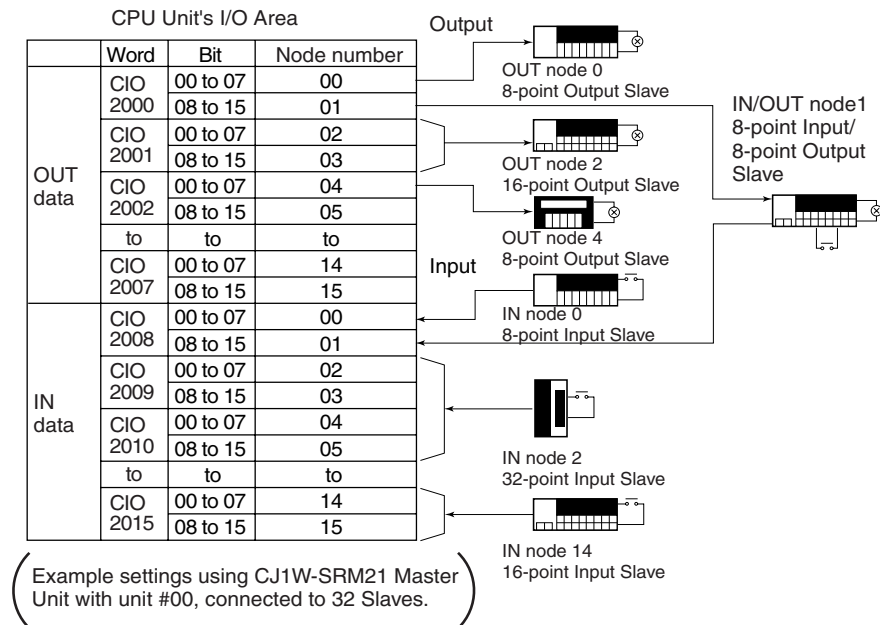 CPU Unit's I/O Area
Word Bit Node number
OUT data
CIO 2000 00 to 07 00
08 to 15 01
CIO 2001 00 to 07 02
08 to 15 03
CIO 2002 00 to 07 04
08 to 15 05
to to to
CIO 2007 00 to 07 14
08 to 15 15
IN data
CIO 2008 00 to 07 00
08 to 15 01
CIO 2009 00 to 07 02
08 to 15 03
CIO 2010 00 to 07 04
08 to 15 05
to to to
CIO 2015 00 to 07 14
08 to 15 15
Output
OUT node 0
8-point Output Slave
OUT node 2
16-point Output Slave
OUT node 4
8-point Output Slave
Input
IN node 0
8-point Input Slave
IN node 2
32-point Input Slave
IN node 14
16-point Input Slave
IN/OUT node1
8-point Input/
8-point Output
Slave
Example settings using CJ1W-SRM21 Master
Unit with unit #00, connected to 32 Slaves.